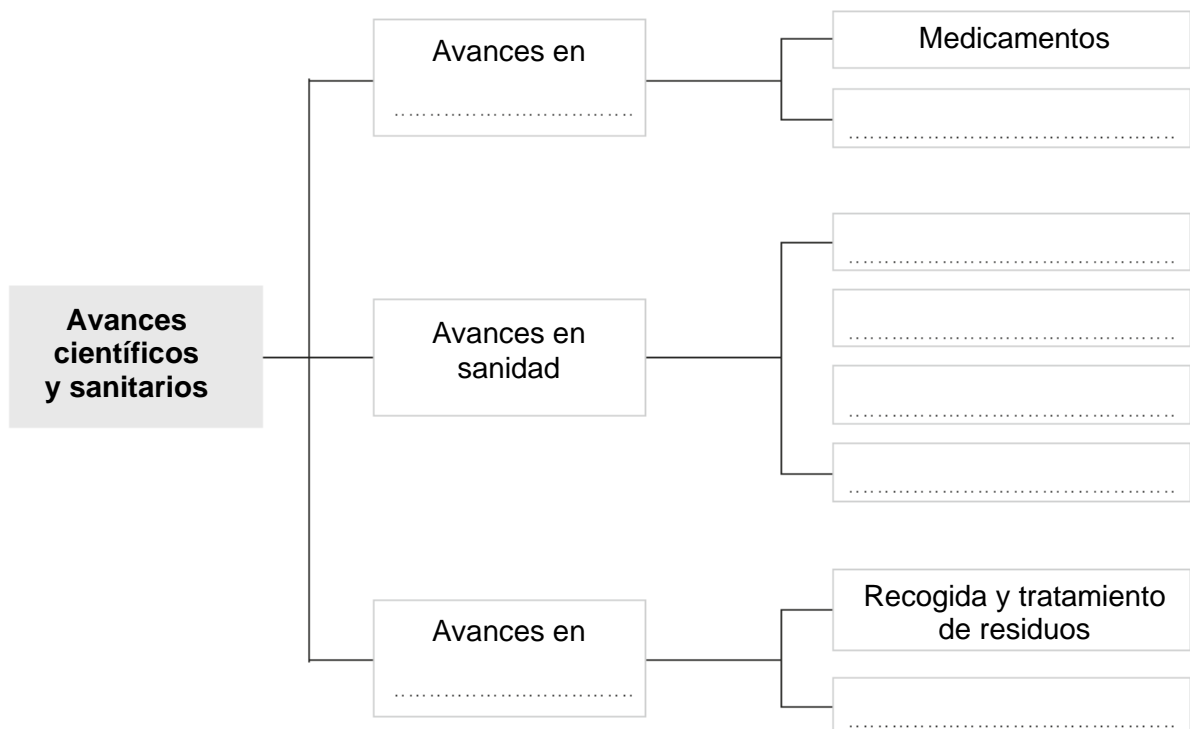 Avances en
..................................
Medicamentos
..............................................
Avances
científicos
y sanitarios
Avances en
sanidad
..............................................
..............................................
..............................................
..............................................
Avances en
..................................
Recogida y tratamiento
de residuos
..............................................